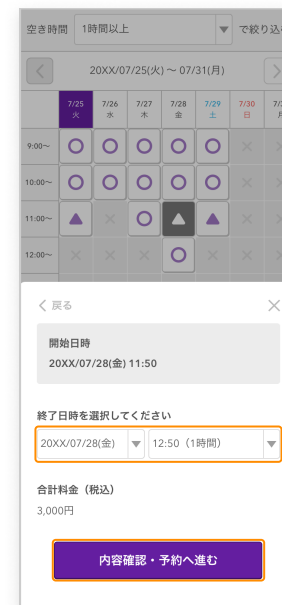 空き時間 1時間以上 で絞り込
20XX/07/25(火) ～ 07/31(月)
7/25 7/26 7/27 7/28 7/29 7/30
火 水 木 金 土 日
9:00～
10:00～
11:00～
12:00～
戻る
開始日時
20XX/07/28(金) 11:50
終了日時を選択してください
20XX/07/28(金) 12:50（1時間）
合計料金（税込）
3,000円
内容確認・予約へ進む